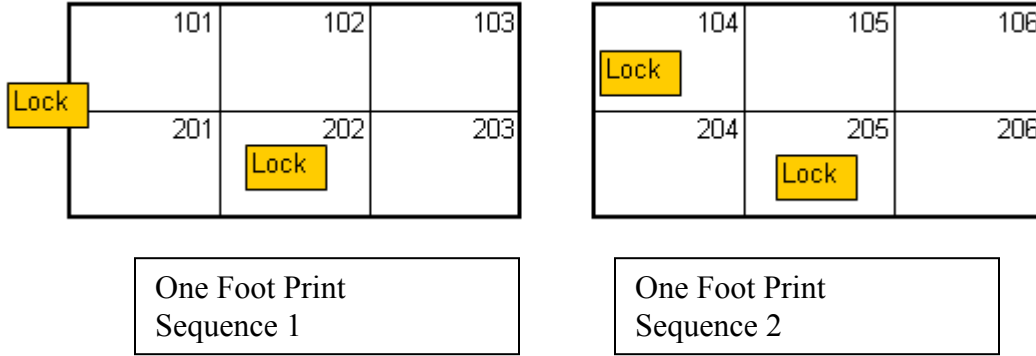 101 102 103
Lock
201 202 203
Lock
104 105 106
Lock
204 205 206
Lock
One Foot Print
Sequence 1
One Foot Print
Sequence 2